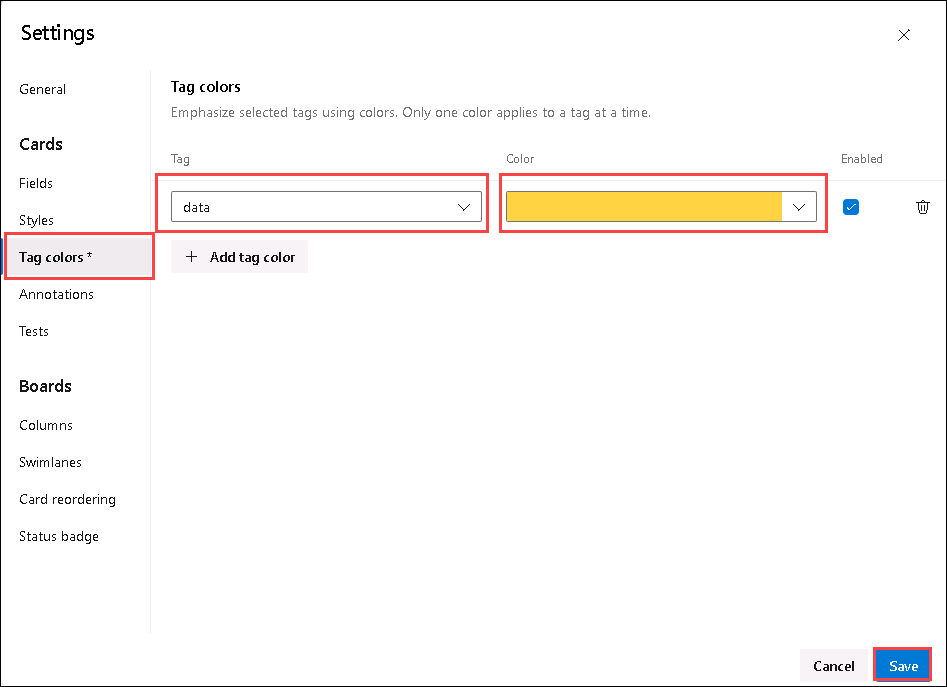 Settings
General
Cards
Fields
Styles
Tag colors *
Annotations
Tests
Boards
Columns
Swimlanes
Card reordering
Status badge
Tag colors
Emphasize selected tags using colors. Only one color applies to a tag at a time.
Tag Color Enabled
data
Add tag color
Cancel Save